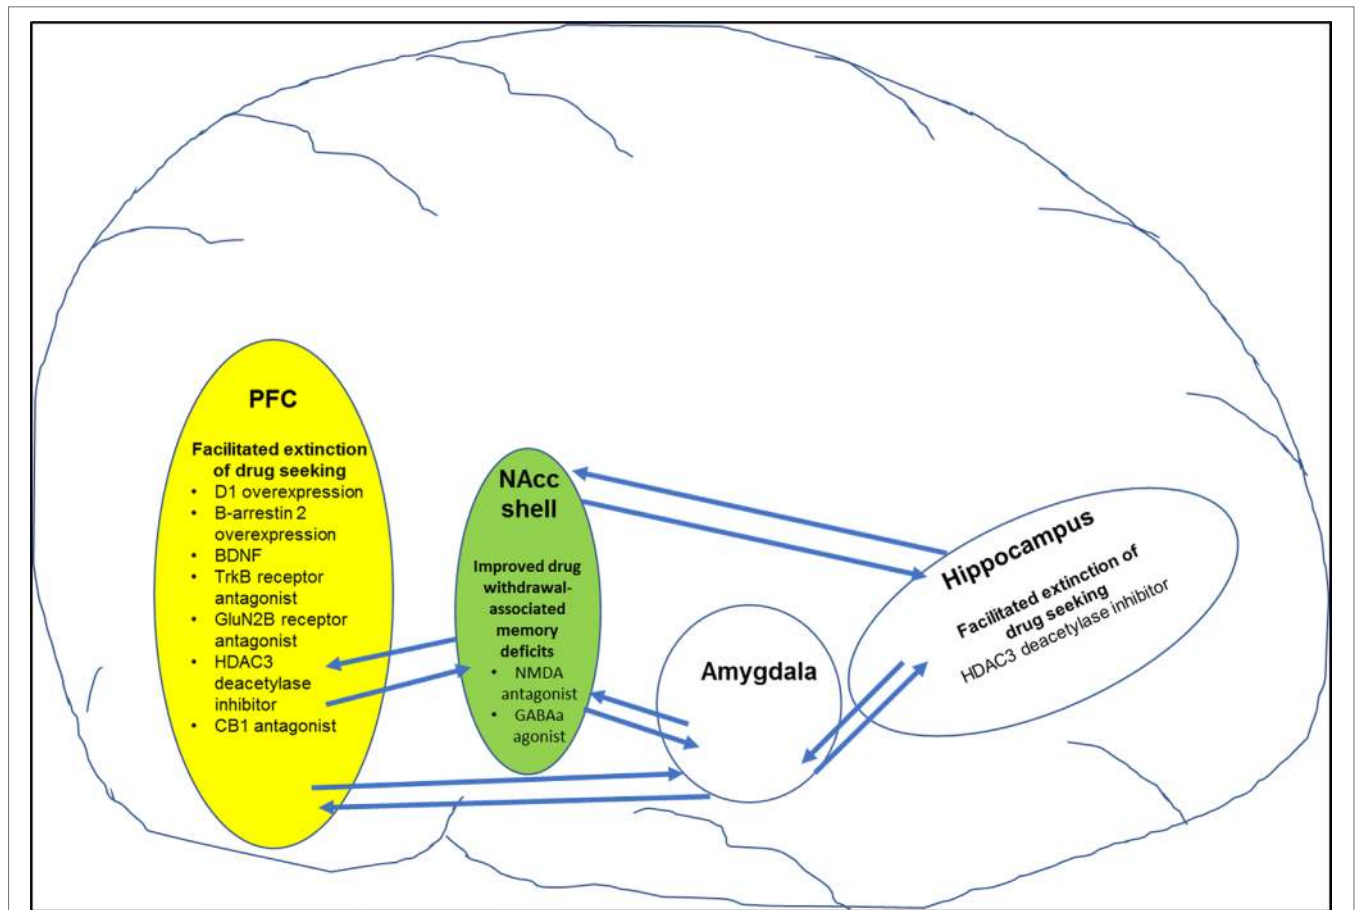 PFC
Facilitated extinction
of drug seeking
• D1 overexpression
• B-arrestin 2
overexpression
• BDNF
• TrkB receptor
antagonist
• GluN2B receptor
antagonist
• HDAC3
deacetylase
inhibitor
• CB1 antagonist
NAcc
shell
Improved drug
withdrawal-
associated
memory
deficits
• NMDA
antagonist
• GABAa
agonist
Amygdala
Hippocampus
Facilitated extinction of
drug seeking
HDAC3 deacetylase inhibitor